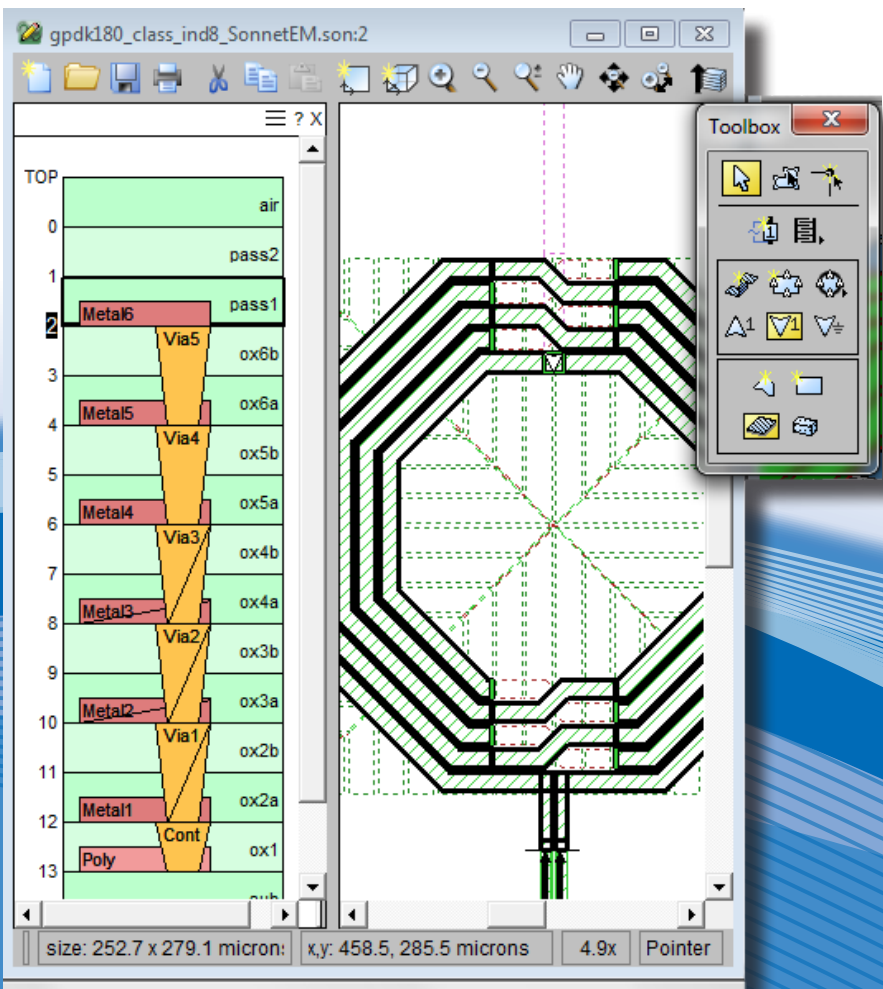 gpdk180_class_ind8_SonnetEM.son:2
? X
Toolbox
TOP
air
0
pass2
1
Metal6
pass1
2
Via5
ox6b
3
Metal5
ox6a
4
Via4
ox5b
5
Metal4
ox5a
6
Via3
ox4b
7
Metal3
ox4a
8
Via2
ox3b
9
Metal2
ox3a
10
Via1
ox2b
11
Metal1
ox2a
12
Cont
Poly
ox1
13
1
1
1
size: 252.7 x 279.1 micron:
x,y: 458.5, 285.5 microns
4.9x
Pointer